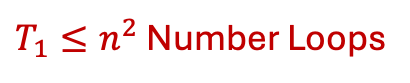 T₁ ≤ n² Number Loops